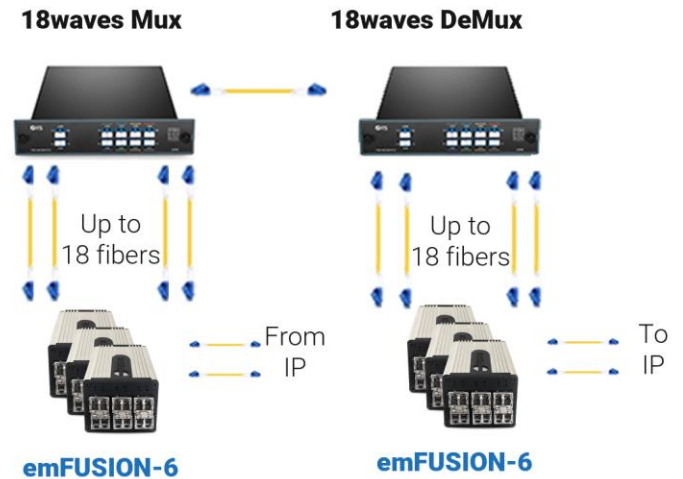 18waves Mux
18waves DeMux
Up to
18 fibers
Up to
18 fibers
From
IP
To
IP
emFUSION-6
emFUSION-6